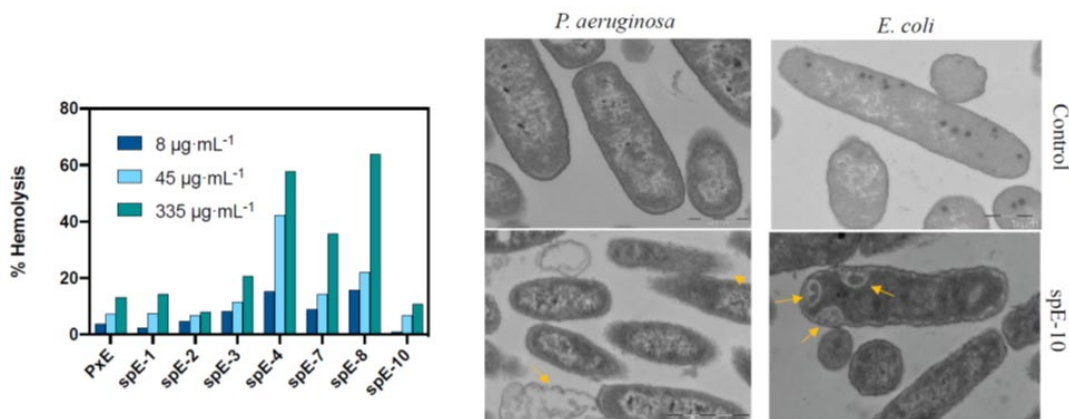 P. aeruginosa
E. coli
80
60
40
20
0
% Hemolysis
8 µg·mL⁻¹
45 µg·mL⁻¹
335 µg·mL⁻¹
PxE
spE-1
spE-2
spE-3
spE-4
spE-7
spE-8
spE-10
Control
spE-10